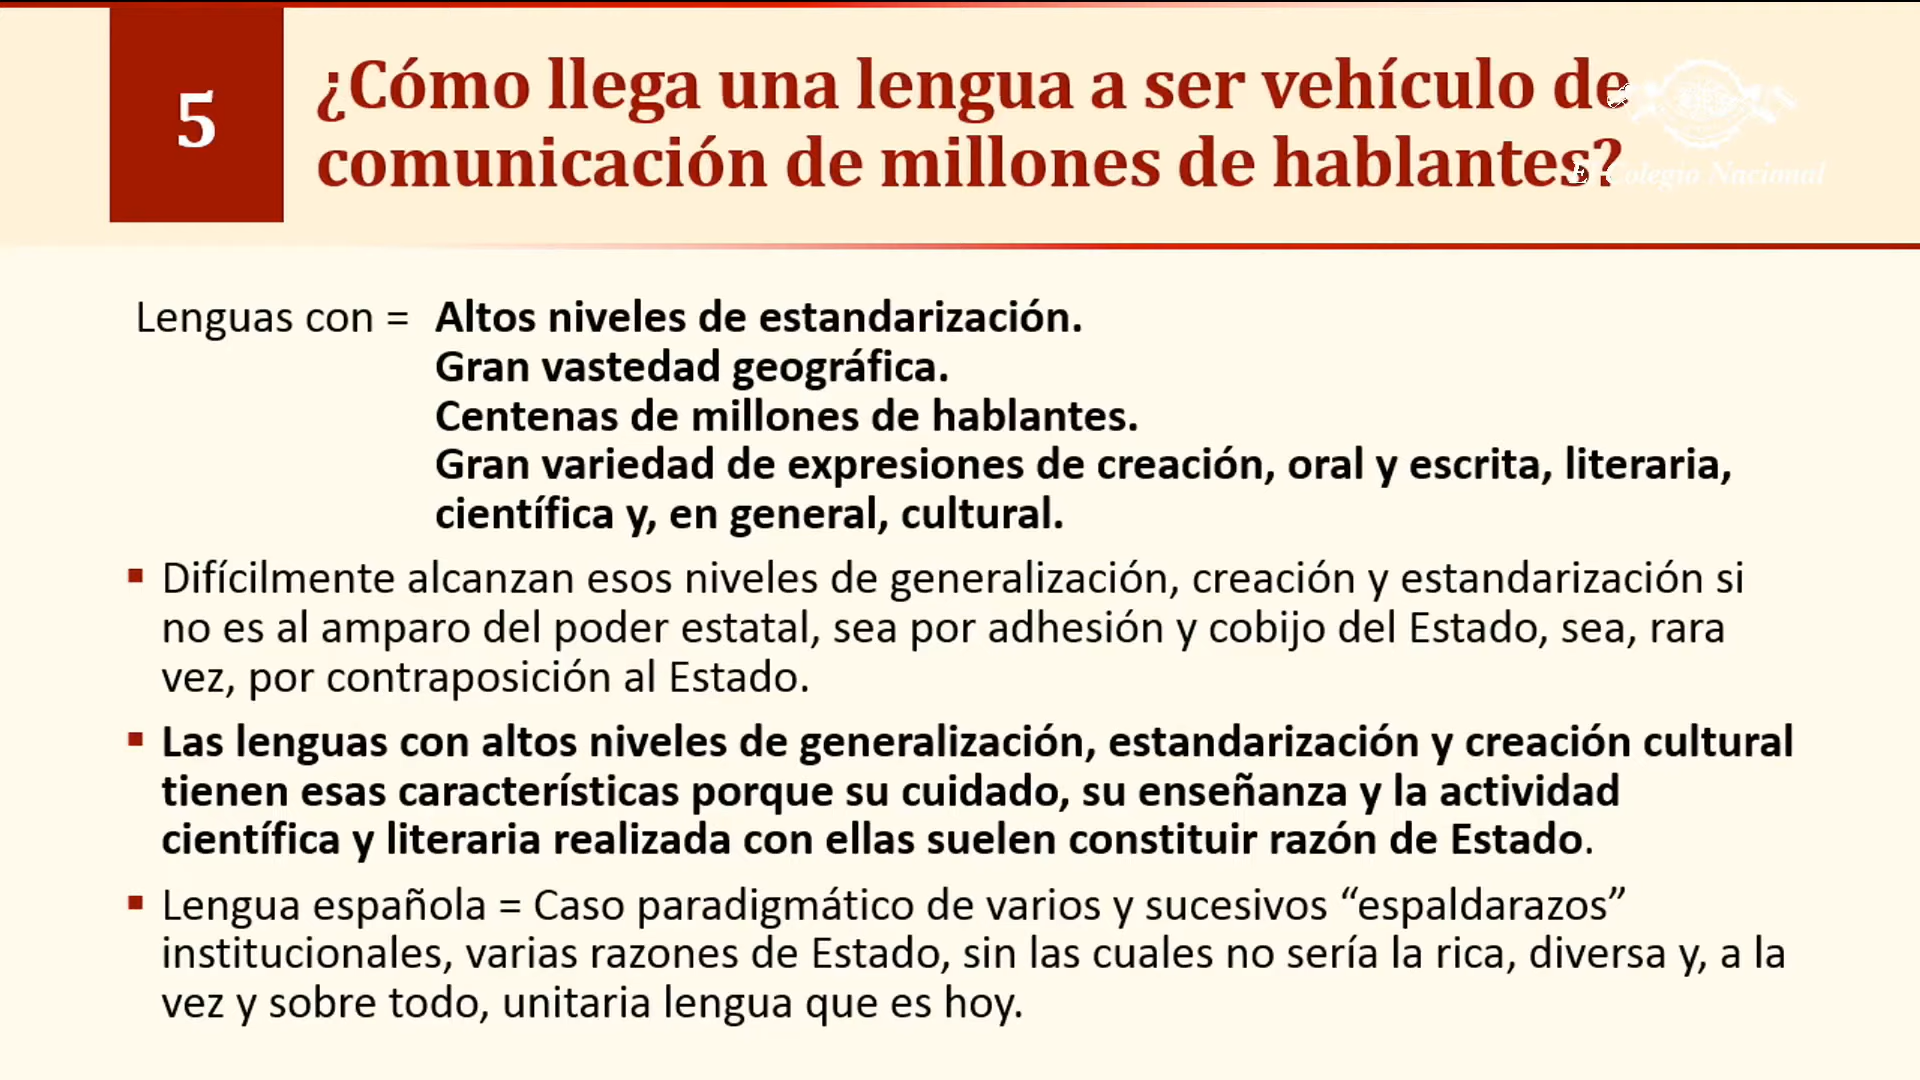 5
¿Cómo llega una lengua a ser vehículo de
comunicación de millones de hablantes?
El Colegio Nacional
Lenguas con = Altos niveles de estandarización.
Gran vastedad geográfica.
Centenas de millones de hablantes.
Gran variedad de expresiones de creación, oral y escrita, literaria,
científica y, en general, cultural.
▪ Difícilmente alcanzan esos niveles de generalización, creación y estandarización si
no es al amparo del poder estatal, sea por adhesión y cobijo del Estado, sea, rara
vez, por contraposición al Estado.
▪ Las lenguas con altos niveles de generalización, estandarización y creación cultural
tienen esas características porque su cuidado, su enseñanza y la actividad
científica y literaria realizada con ellas suelen constituir razón de Estado.
▪ Lengua española = Caso paradigmático de varios y sucesivos “espaldarazos”
institucionales, varias razones de Estado, sin las cuales no sería la rica, diversa y, a la
vez y sobre todo, unitaria lengua que es hoy.